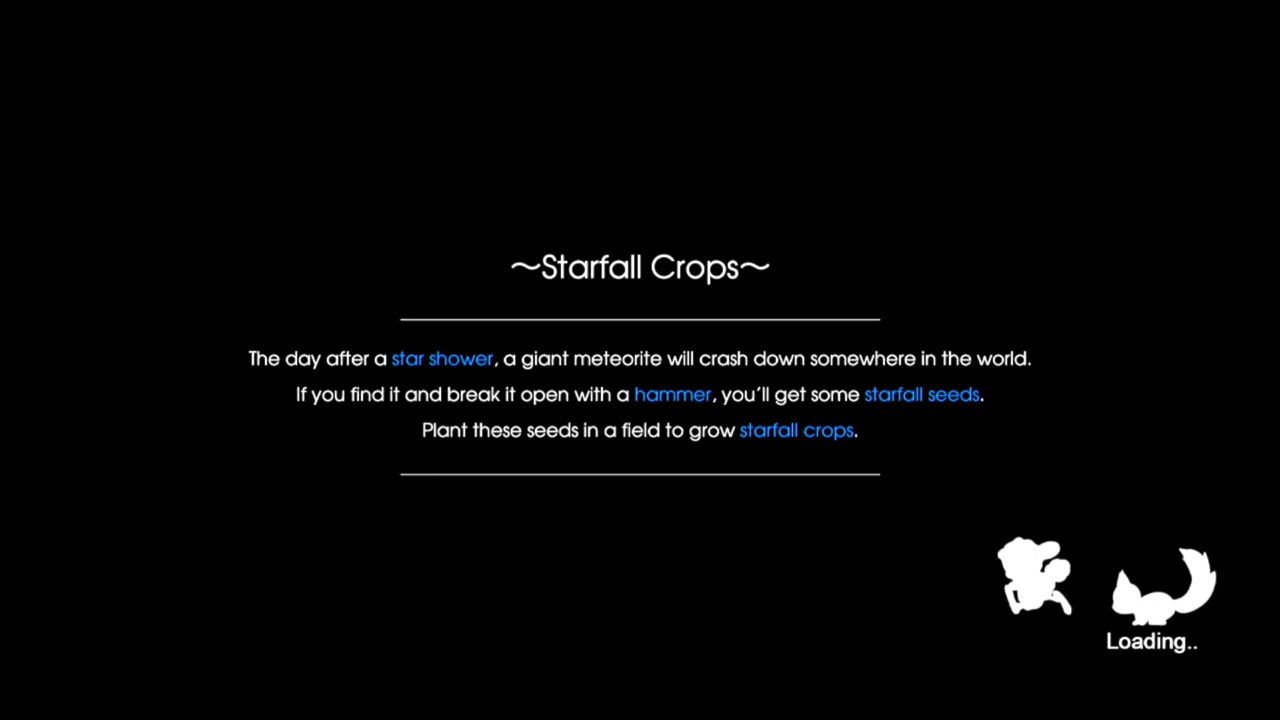 ～Starfall Crops～
The day after a star shower, a giant meteorite will crash down somewhere in the world.
If you find it and break it open with a hammer, you’ll get some starfall seeds.
Plant these seeds in a field to grow starfall crops.
Loading..